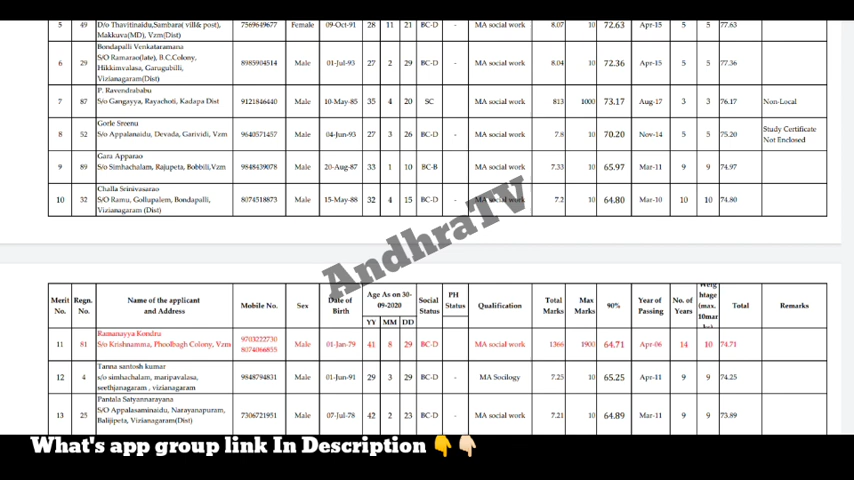 5 49 D/o Thavitinaidu,Sambara( vill& post), Makkuva(MD), Vzm(Dist) 7569649677 Female 09-Oct-91 28 11 21 BC-D - MA social work 8.07 10 72.63 Apr-15 5 5 77.63
6 29 Bondapalli Venkataramana
S/O Ramarao(late), B.C.Colony, Hikkimvalasa, Garugubilli, Vizianagaram(Dist) 8985904514 Male 01-Jul-93 27 2 29 BC-D - MA social work 8.04 10 72.36 Apr-15 5 5 77.36
7 87 P. Ravendrababu
S/o Gangayya, Rayachoti, Kadapa Dist 9121846440 Male 10-May-85 35 4 20 SC MA social work 813 1000 73.17 Aug-17 3 3 76.17 Non-Local
8 52 Gorle Sreenu
S/o Appalanaidu, Devada, Garividi, Vzm 9640571457 Male 04-Jun-93 27 3 26 BC-D - MA social work 7.8 10 70.20 Nov-14 5 5 75.20 Study Certificate Not Enclosed
9 89 Gara Apparao
S/o Simhachalam, Rajupeta, Bobbili,Vzm 9848439078 Male 20-Aug-87 33 1 10 BC-B MA social work 7.33 10 65.97 Mar-11 9 9 74.97
10 32 Challa Srinivasarao
S/O Ramu, Gollupalem, Bondapalli, Vizianagaram (Dist) 8074518873 Male 15-May-88 32 4 15 BC-D - MA social work 7.2 10 64.80 Mar-10 10 10 74.80
AndhraTV
Merit No. Regn. No. Name of the applicant and Address Mobile No. Sex Date of Birth Age As on 30-09-2020 Social Status PH Status Qualification Total Marks Max Marks 90% Year of Passing No. of Years Weightage (max. 10mar Total Remarks
YY MM DD
11 81 Ramanayya Kondru
S/o Krishnamma, Phoolbagh Colony, Vzm 9703222730 8074066855 Male 01-Jan-79 41 8 29 BC-D MA social work 1366 1900 64.71 Apr-06 14 10 74.71
12 4 Tanna santosh kumar
s/o simhachalam, maripavalasa, seethjanagaram , vizianagaram 9848794831 Male 01-Jun-91 29 3 29 BC-D - MA Socilogy 7.25 10 65.25 Apr-11 9 9 74.25
13 25 Pantala Satyannarayana
S/O Appalasaminaidu, Narayanapuram, Balijipeta, Vizianagaram(Dist) 7306721951 Male 07-Jul-78 42 2 23 BC-D - MA social work 7.21 10 64.89 Mar-11 9 9 73.89
What's app group link In Description 👇👇🏻